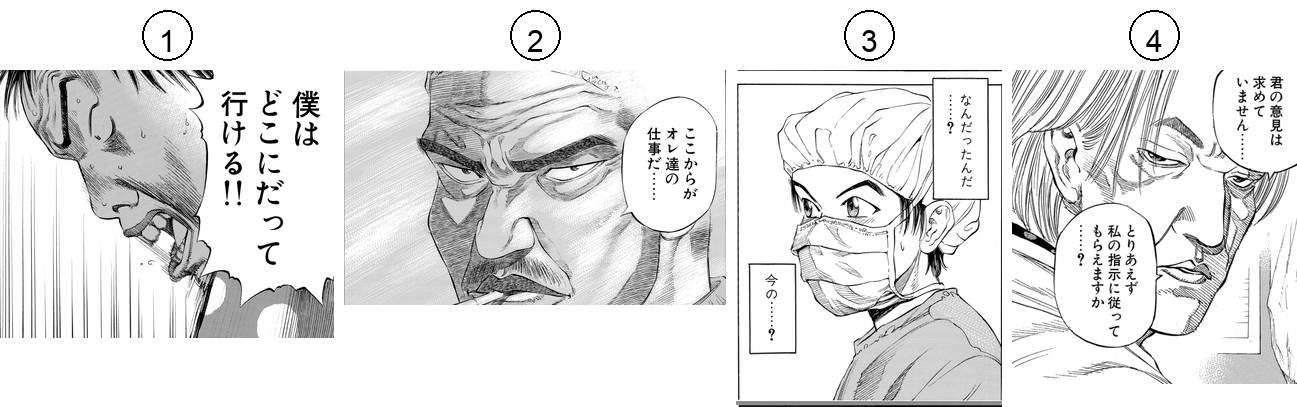 1
僕は
どこにだって
行ける!!
2
ここからが
オレ達の
仕事だ……
3
なんだったんだ
……?
今の……?
4
君の意見は
求めて
いません……
とりあえず
私の指示に従って
もらえますか
……?